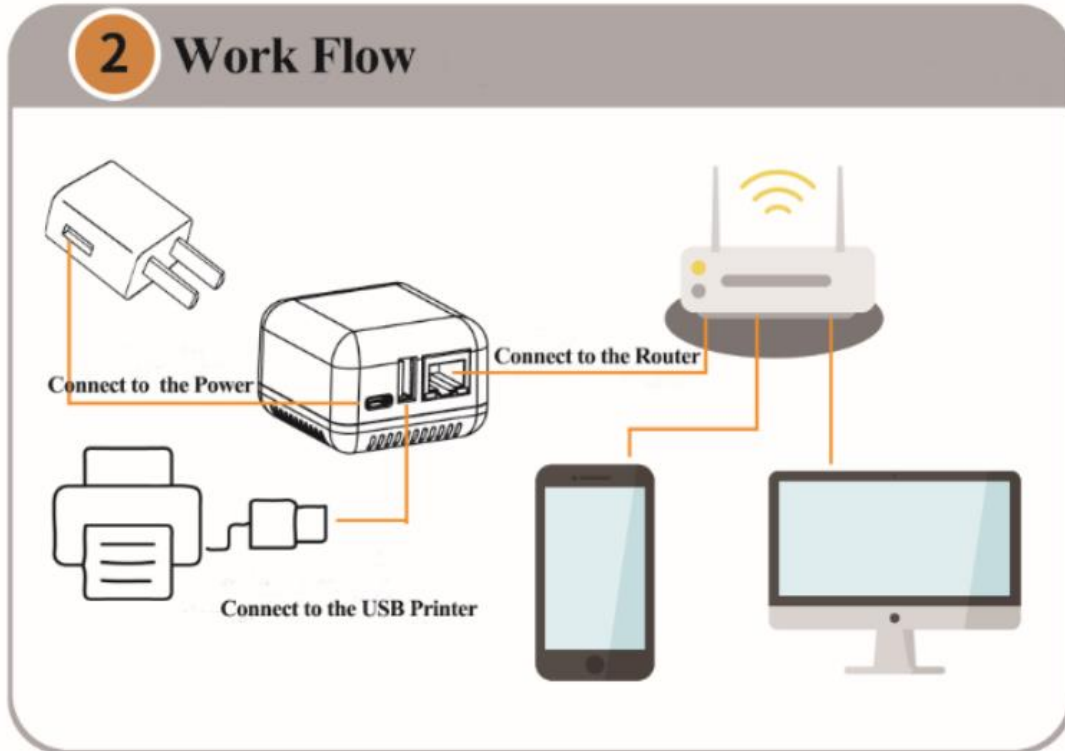 2 Work Flow
Connect to the Router
Connect to the Power
Connect to the USB Printer